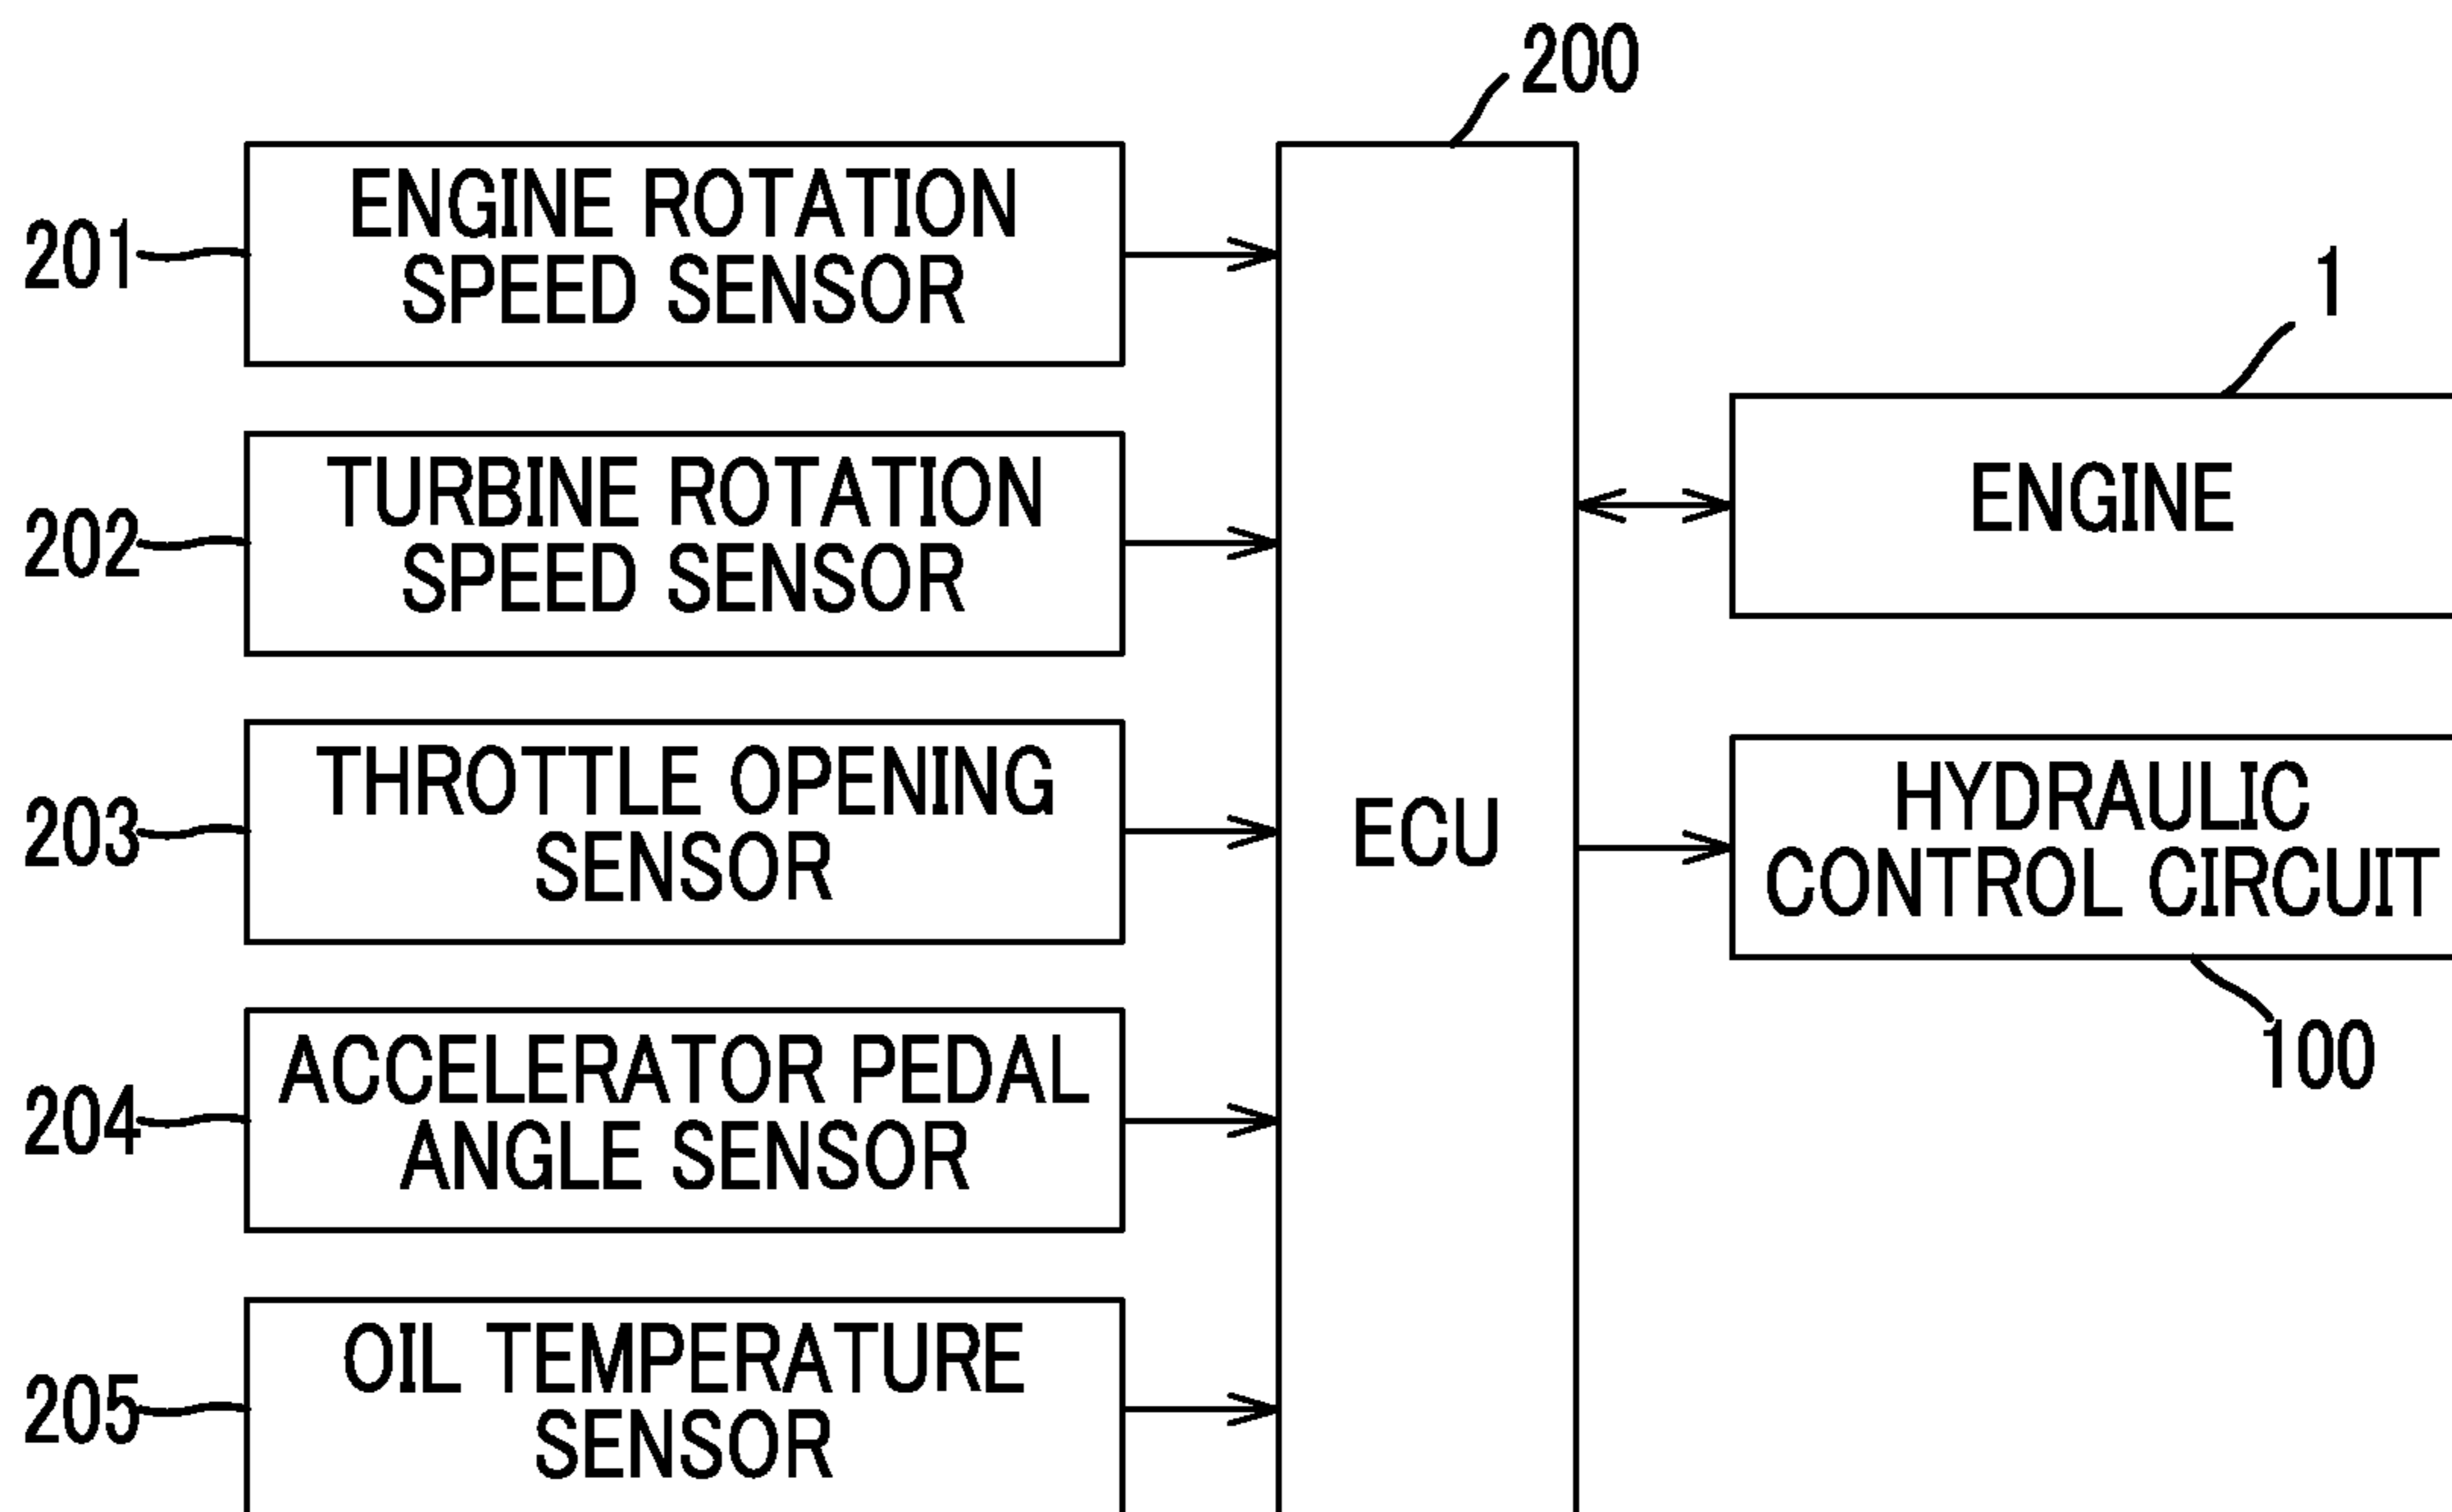 200
201
ENGINE ROTATION
SPEED SENSOR
1
202
TURBINE ROTATION
SPEED SENSOR
ENGINE
203
THROTTLE OPENING
SENSOR
ECU
HYDRAULIC
CONTROL CIRCUIT
100
204
ACCELERATOR PEDAL
ANGLE SENSOR
205
OIL TEMPERATURE
SENSOR